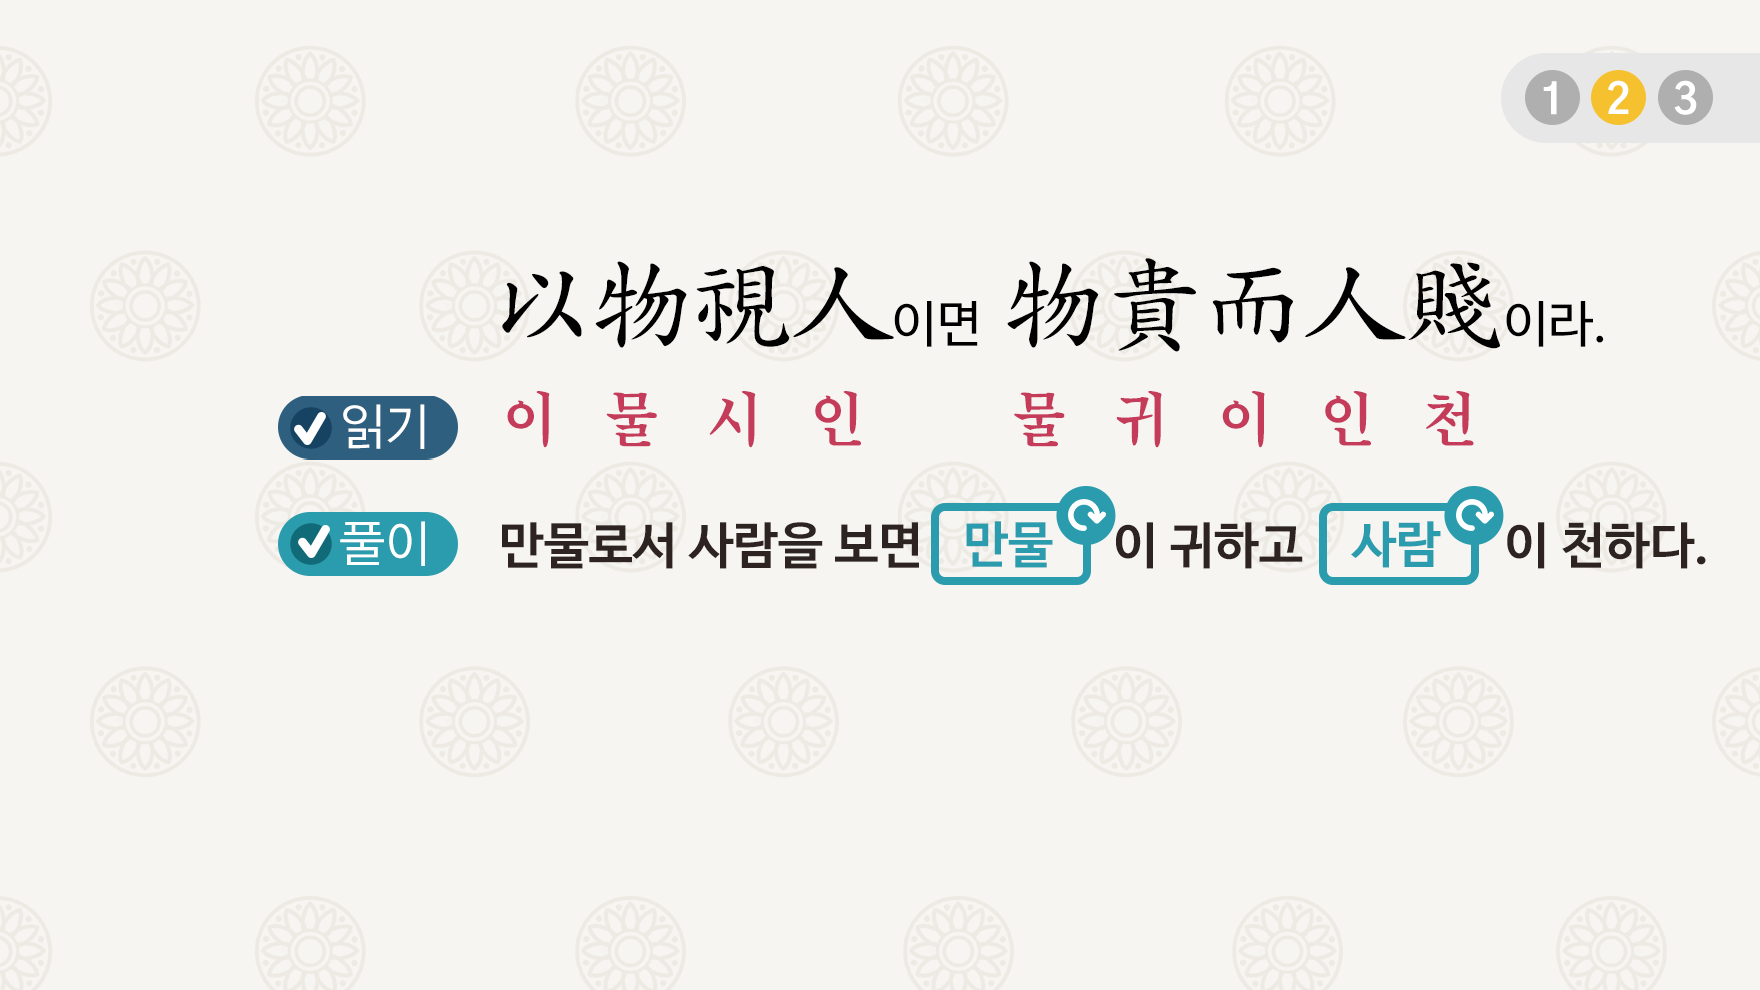 1 2 3
以物視人이면 物貴而人賤이라.
읽기 이 물 시 인 물 귀 이 인 천
풀이 만물로서 사람을 보면 만물이 귀하고 사람이 천하다.